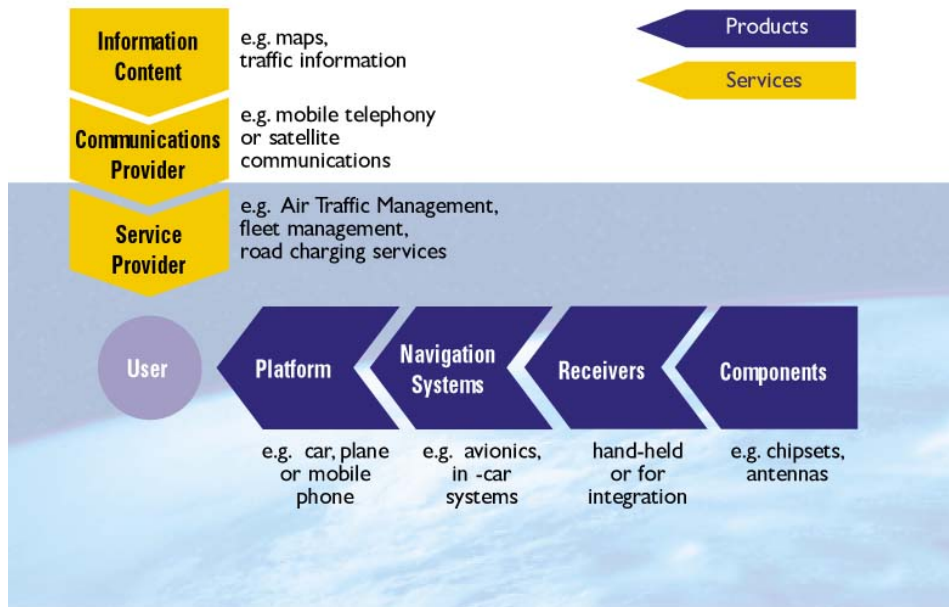 Information
Content
e.g. maps,
traffic information
Products
Services
Communications
Provider
e.g. mobile telephony
or satellite
communications
Service
Provider
e.g. Air Traffic Management,
fleet management,
road charging services
User
Platform
Navigation
Systems
Receivers
Components
e.g. car, plane
or mobile
phone
e.g. avionics,
in -car
systems
hand-held
or for
integration
e.g. chipsets,
antennas